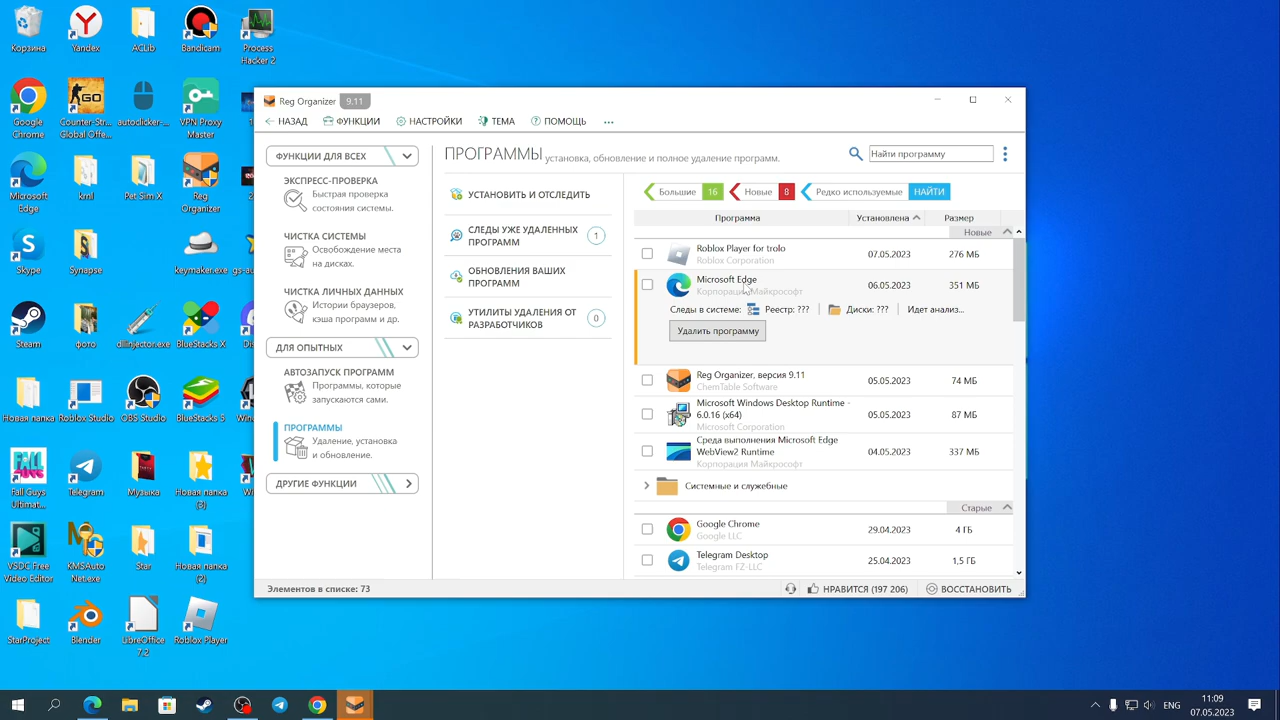 Корзина
Yandex
ACLib
Bandicam
Process
Hacker 2
Google
Chrome
Counter-Str...
Global Offe...
autoclicker-...
VPN Proxy
Master
Microsoft
Edge
kml
Pet Sim X
Reg
Organizer
Skype
Synapse
keymaker.exe
gs-au
Steam
фото
dllinjector.exe
BlueStacks X
Новая папка
Roblox Studio
OBS Studio
BlueStacks 5
Fall Guys
Ultimat...
Telegram
Музыка
Новая папка
(3)
VSDC Free
Video Editor
KMSAuto
Net.exe
Star
Новая папка
(2)
StarProject
Blender
LibreOffice
7.2
Roblox Player
Reg Organizer 9.11
НАЗАД ФУНКЦИИ НАСТРОЙКИ ТЕМА ПОМОЩЬ ...
ФУНКЦИИ ДЛЯ ВСЕХ
ЭКСПРЕСС-ПРОВЕРКА
Быстрая проверка
состояния системы.
ЧИСТКА СИСТЕМЫ
Освобождение места
на дисках.
ЧИСТКА ЛИЧНЫХ ДАННЫХ
Истории браузеров,
кэша программ и др.
ДЛЯ ОПЫТНЫХ
АВТОЗАПУСК ПРОГРАММ
Программы, которые
запускаются сами.
ПРОГРАММЫ
Удаление, установка
и обновление.
ДРУГИЕ ФУНКЦИИ
ПРОГРАММЫ установка, обновление и полное удаление программ.
Найти программу
УСТАНОВИТЬ И ОТСЛЕДИТЬ
СЛЕДЫ УЖЕ УДАЛЕННЫХ
ПРОГРАММ
1
ОБНОВЛЕНИЯ ВАШИХ
ПРОГРАММ
УТИЛИТЫ УДАЛЕНИЯ ОТ
РАЗРАБОТЧИКОВ
0
Большие 16 Новые 8 Редко используемые НАЙТИ
Программа Установлена Размер
Новые
Roblox Player for trolo
Roblox Corporation
07.05.2023 276 МБ
Microsoft Edge
Корпорация Майкрософт
06.05.2023 351 МБ
Следы в системе: Реестр: ??? Диски: ??? Идет анализ...
Удалить программу
Reg Organizer, версия 9.11
ChemTable Software
05.05.2023 74 МБ
Microsoft Windows Desktop Runtime -
6.0.16 (x64)
Microsoft Corporation
05.05.2023 87 МБ
Среда выполнения Microsoft Edge
WebView2 Runtime
Корпорация Майкрософт
04.05.2023 337 МБ
Системные и служебные
Старые
Google Chrome
Google LLC
29.04.2023 4 ГБ
Telegram Desktop
Telegram FZ-LLC
25.04.2023 1,5 ГБ
Элементов в списке: 73
НРАВИТСЯ (197 206) ВОССТАНОВИТЬ
ENG
11:09
07.05.2023